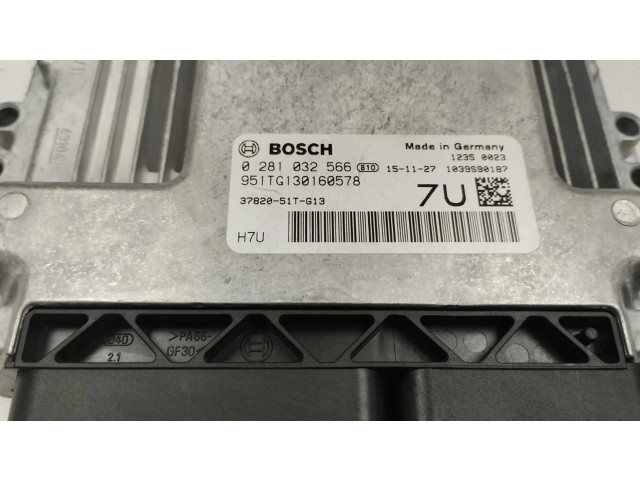 BOSCH
Made in Germany
0 281 032 566 S10 15-11-27
1235 0023
1039S90187
951TG130160578
37820-51T-G13
7U
H7U
>PA66-
GF30<
2.1